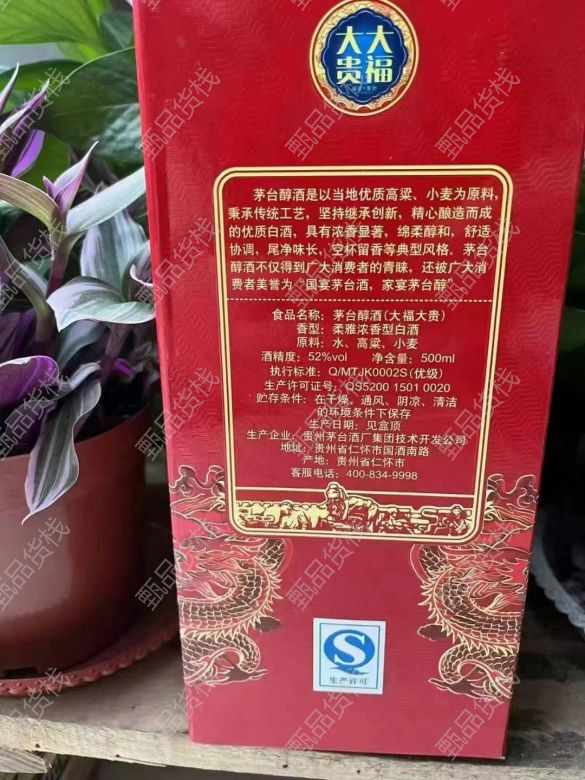 大大
贵福
茅台醇酒是以当地优质高粱、小麦为原料,
秉承传统工艺，坚持继承创新，精心酿造而成
的优质白酒，具有浓香显著，绵柔醇和，舒适
协调，尾净味长，空杯留香等典型风格。茅台
醇酒不仅得到广大消费者的青睐，还被广大消
费者美誉为“国宴茅台酒，家宴茅台醇”
食品名称：茅台醇酒(大福大贵)
香型：柔雅浓香型白酒
原料：水、高粱、小麦
酒精度：52%vol 净含量：500ml
执行标准：Q/MTJK0002S(优级)
生产许可证号：QS5200 1501 0020
贮存条件：在干燥、通风、阴凉、清洁
的环境条件下保存
生产日期：见盒顶
生产企业：贵州茅台酒厂集团技术开发公司
地址：贵州省仁怀市国酒南路
产地：贵州省仁怀市
客服电话：400-834-9998
S
生产许可
甄品货栈